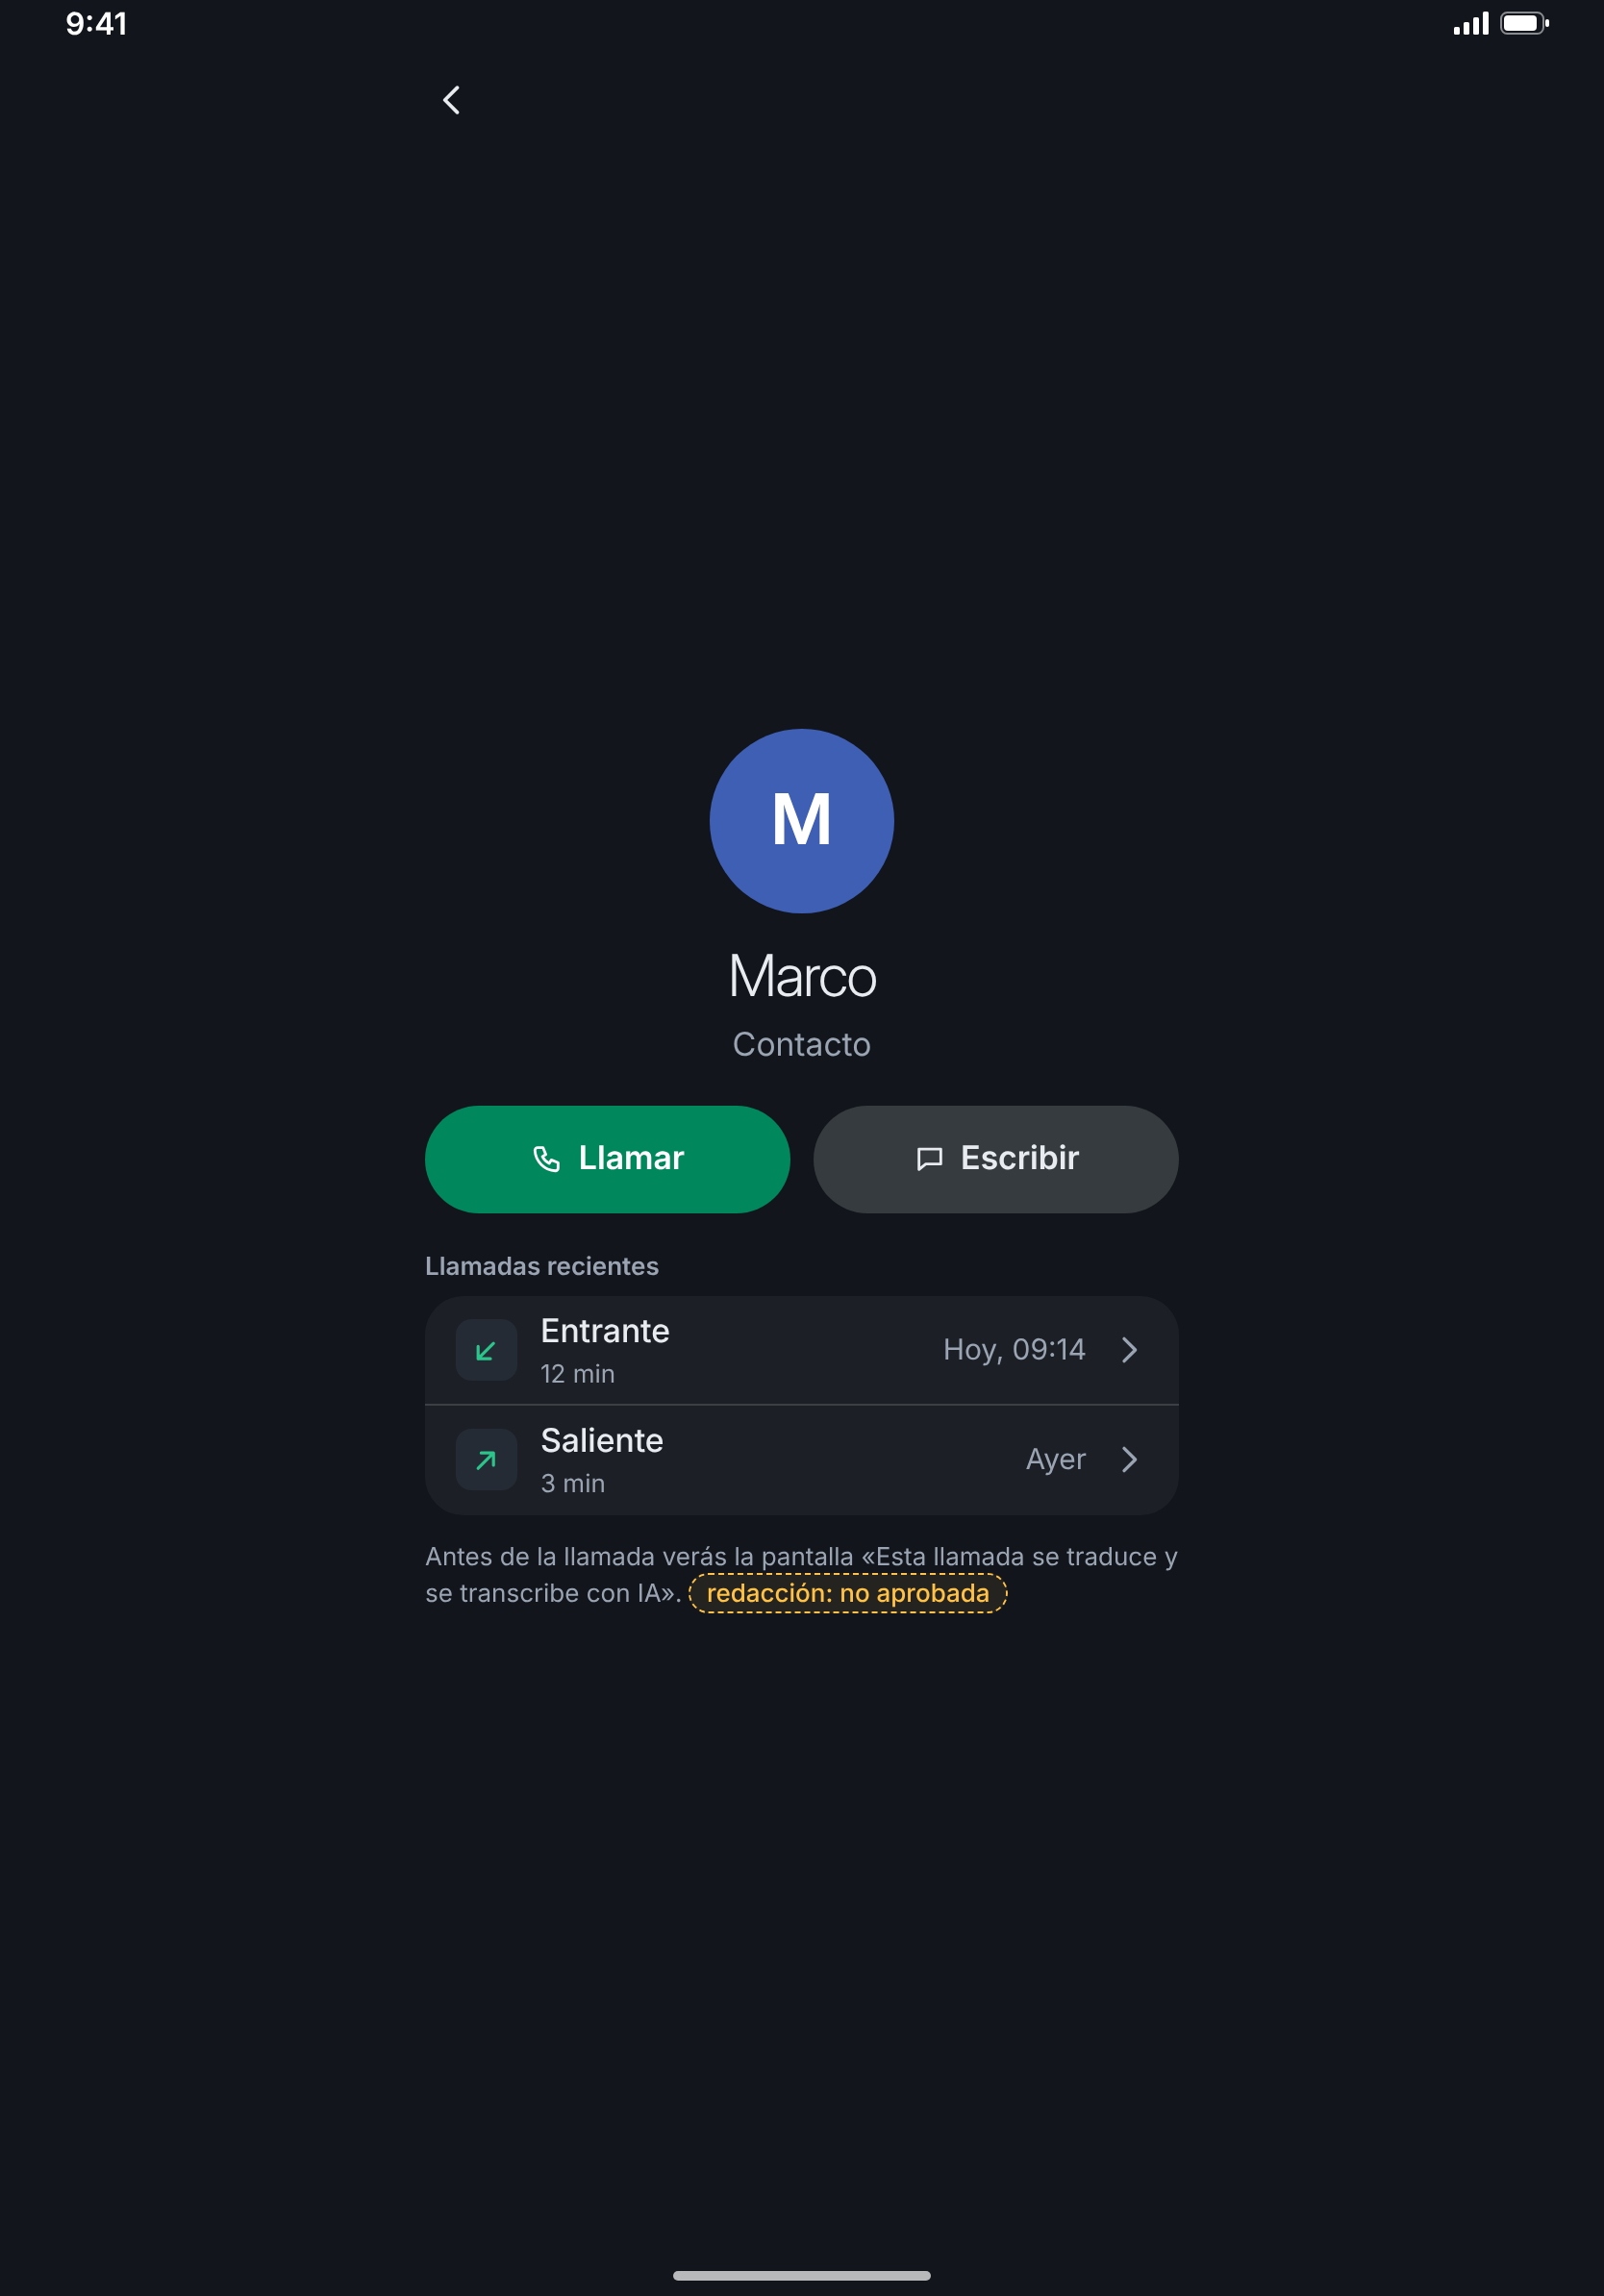 9:41
M
Marco
Contacto
Llamar
Escribir
Llamadas recientes
Entrante
12 min
Hoy, 09:14
Saliente
3 min
Ayer
Antes de la llamada verás la pantalla «Esta llamada se traduce y
se transcribe con IA». redacción: no aprobada